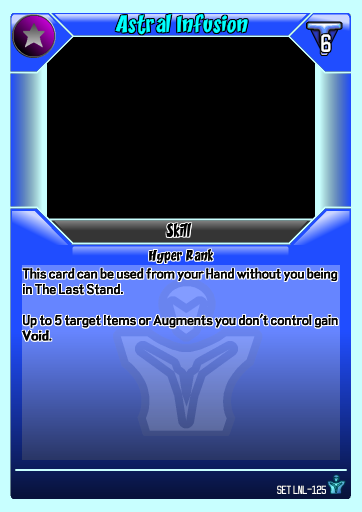 Astral Infusion
6
Skill
Hyper Rank
This card can be used from your Hand without you being
in The Last Stand.
Up to 5 target Items or Augments you don't control gain
Void.
SET LNL-125